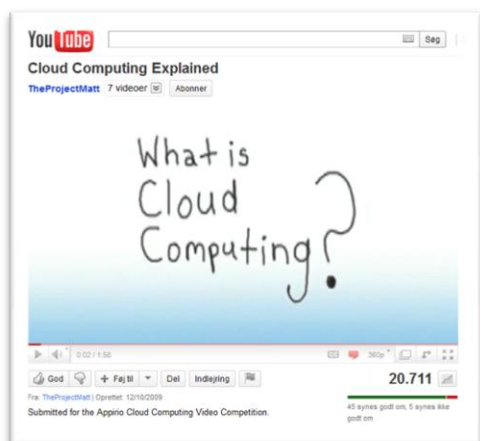 YouTube
Søg
Cloud Computing Explained
TheProjectMatt 7 videoer Abonner
What is
Cloud
Computing?
0:02 / 1:50
360p
God Føj til Del Indlejring
20.711
Fra: TheProjectMatt | Oprettet: 12/10/2009
Submitted for the Appirio Cloud Computing Video Competition.
45 synes godt om, 5 synes ikke
godt om